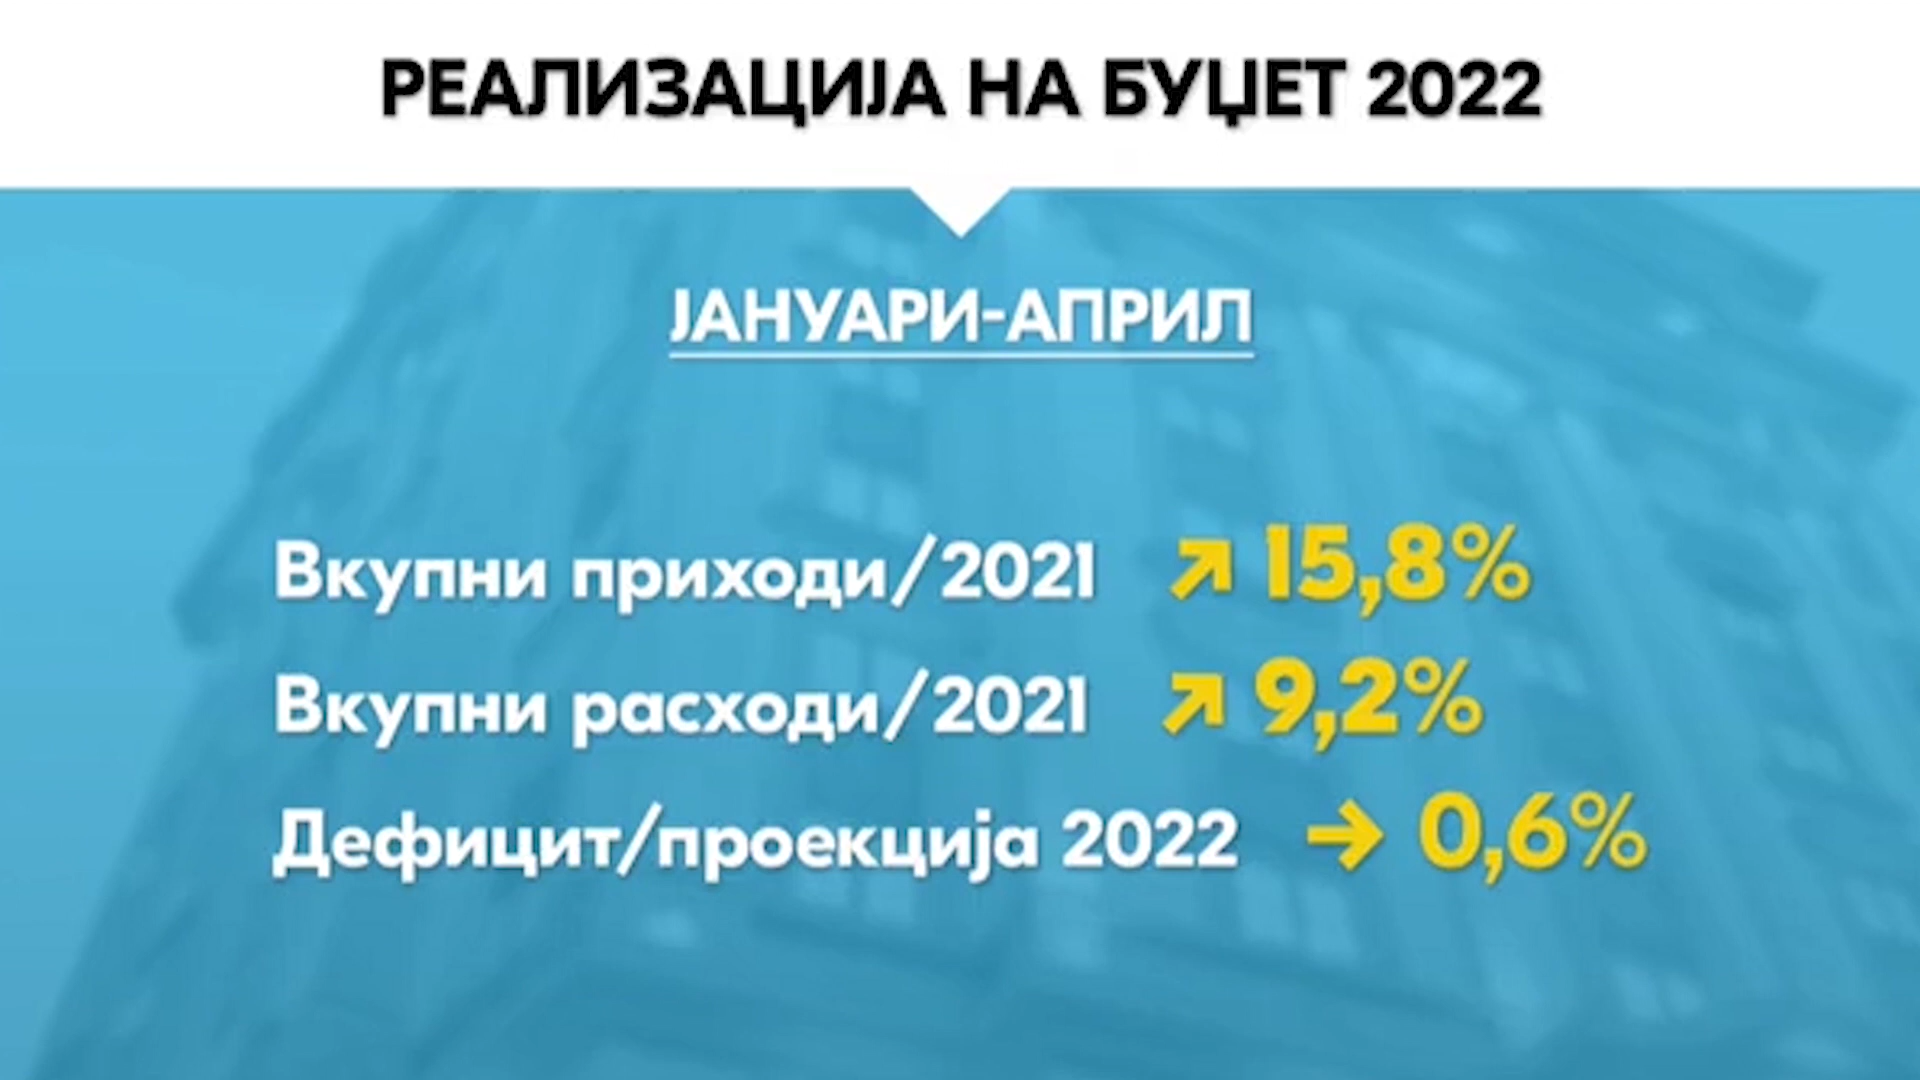 РЕАЛИЗАЦИЈА НА БУЏЕТ 2022
ЈАНУАРИ-АПРИЛ
Вкупни приходи/2021 ↗ 15,8%
Вкупни расходи/2021 ↗ 9,2%
Дефицит/проекција 2022 → 0,6%